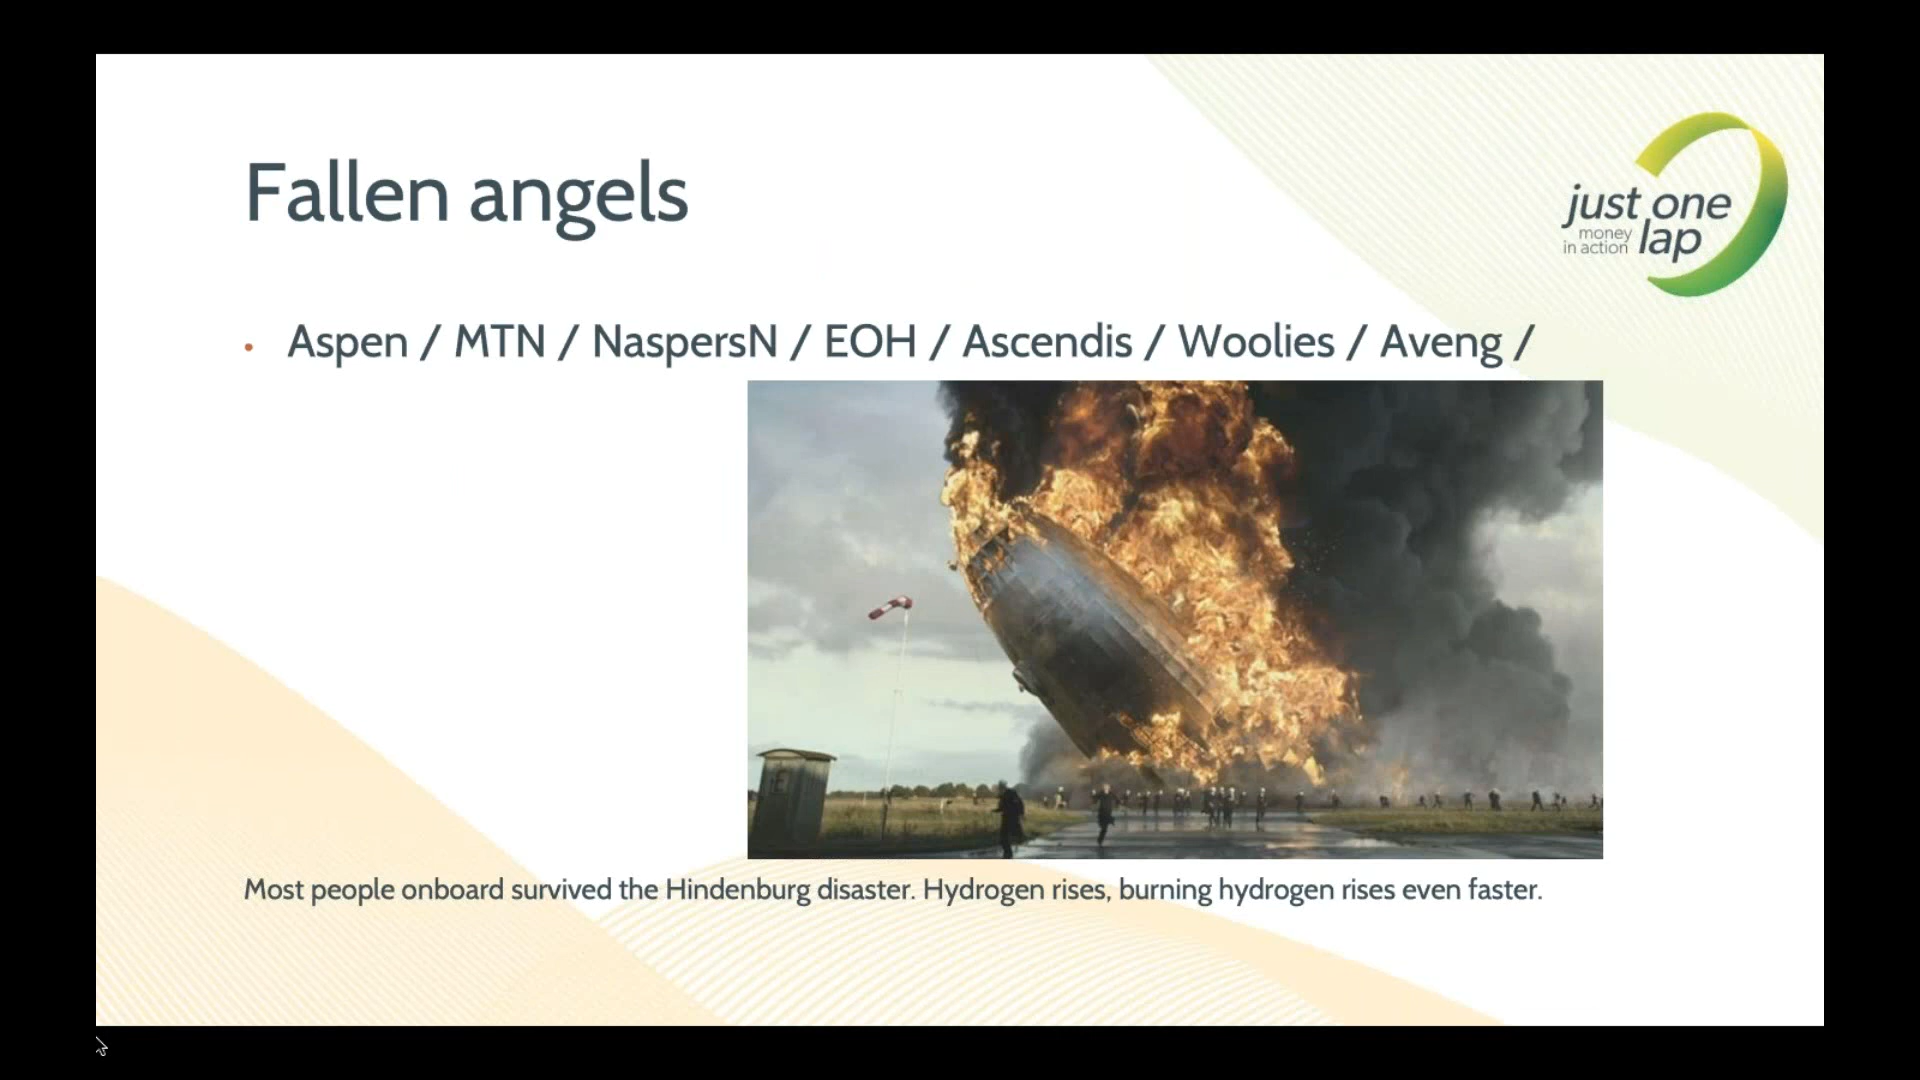 Fallen angels
just one
money
in action
lap
• Aspen / MTN / NaspersN / EOH / Ascendis / Woolies / Aveng /
Most people onboard survived the Hindenburg disaster. Hydrogen rises, burning hydrogen rises even faster.